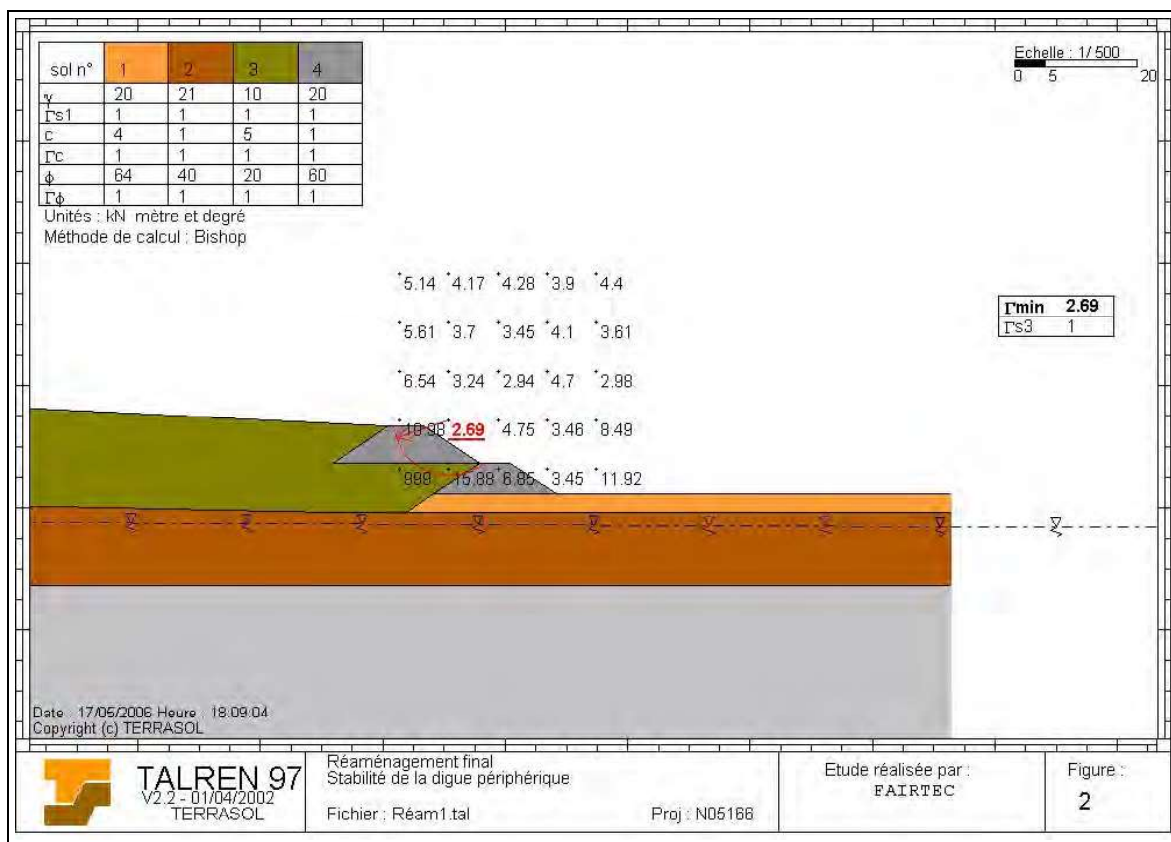 Echelle : 1/ 500
0 5 20
sol n° 1 2 3 4
γ 20 21 10 20
Γs1 1 1 1 1
c 4 1 5 1
Γc 1 1 1 1
ϕ 64 40 20 60
Γϕ 1 1 1 1
Unités : kN mètre et degré
Méthode de calcul : Bishop
5.14 4.17 4.28 3.9 4.4
Γmin 2.69
Γs3 1
5.61 3.7 3.45 4.1 3.61
6.54 3.24 2.94 4.7 2.98
10.98 2.69 4.75 3.46 8.49
999 15.88 6.85 3.45 11.92
Date : 17/05/2006 Heure : 18:09:04
Copyright (c) TERRASOL
TALREN 97
V2.2 - 01/04/2002
TERRASOL
Réaménagement final
Stabilité de la digue périphérique
Fichier : Réam1.tal
Proj : N05166
Etude réalisée par :
FAIRTEC
Figure :
2